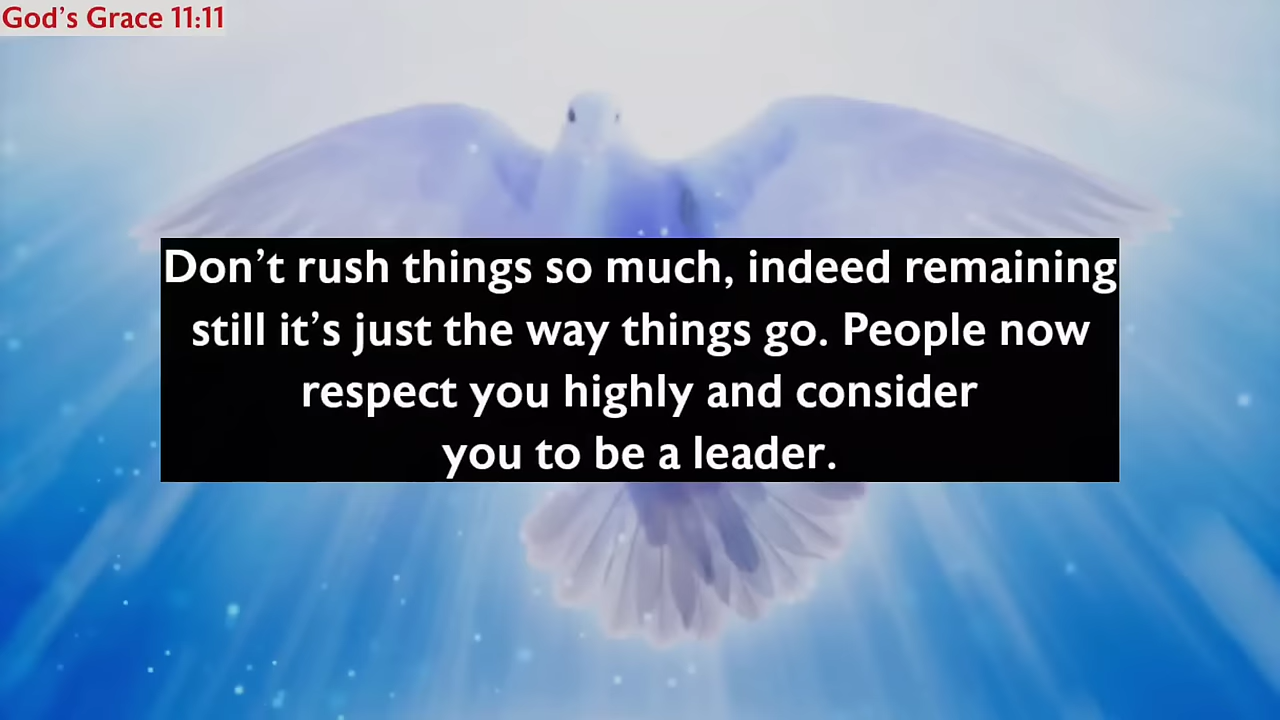 God’s Grace 11:11
Don’t rush things so much, indeed remaining
still it’s just the way things go. People now
respect you highly and consider
you to be a leader.